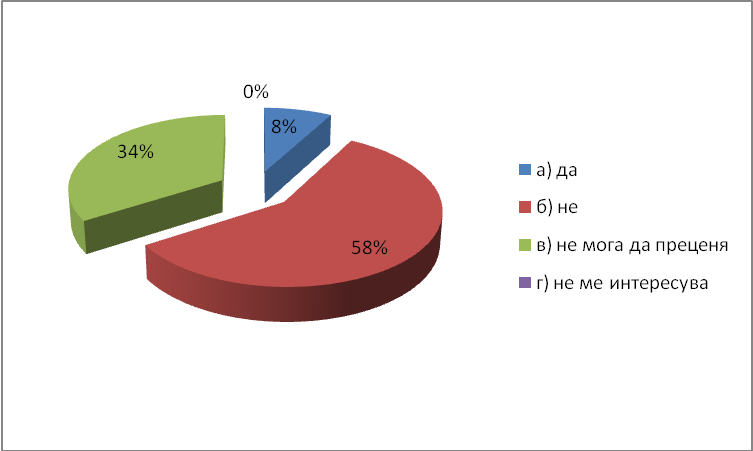 0%
8%
34%
58%
а) да
б) не
в) не мога да преценя
г) не ме интересува